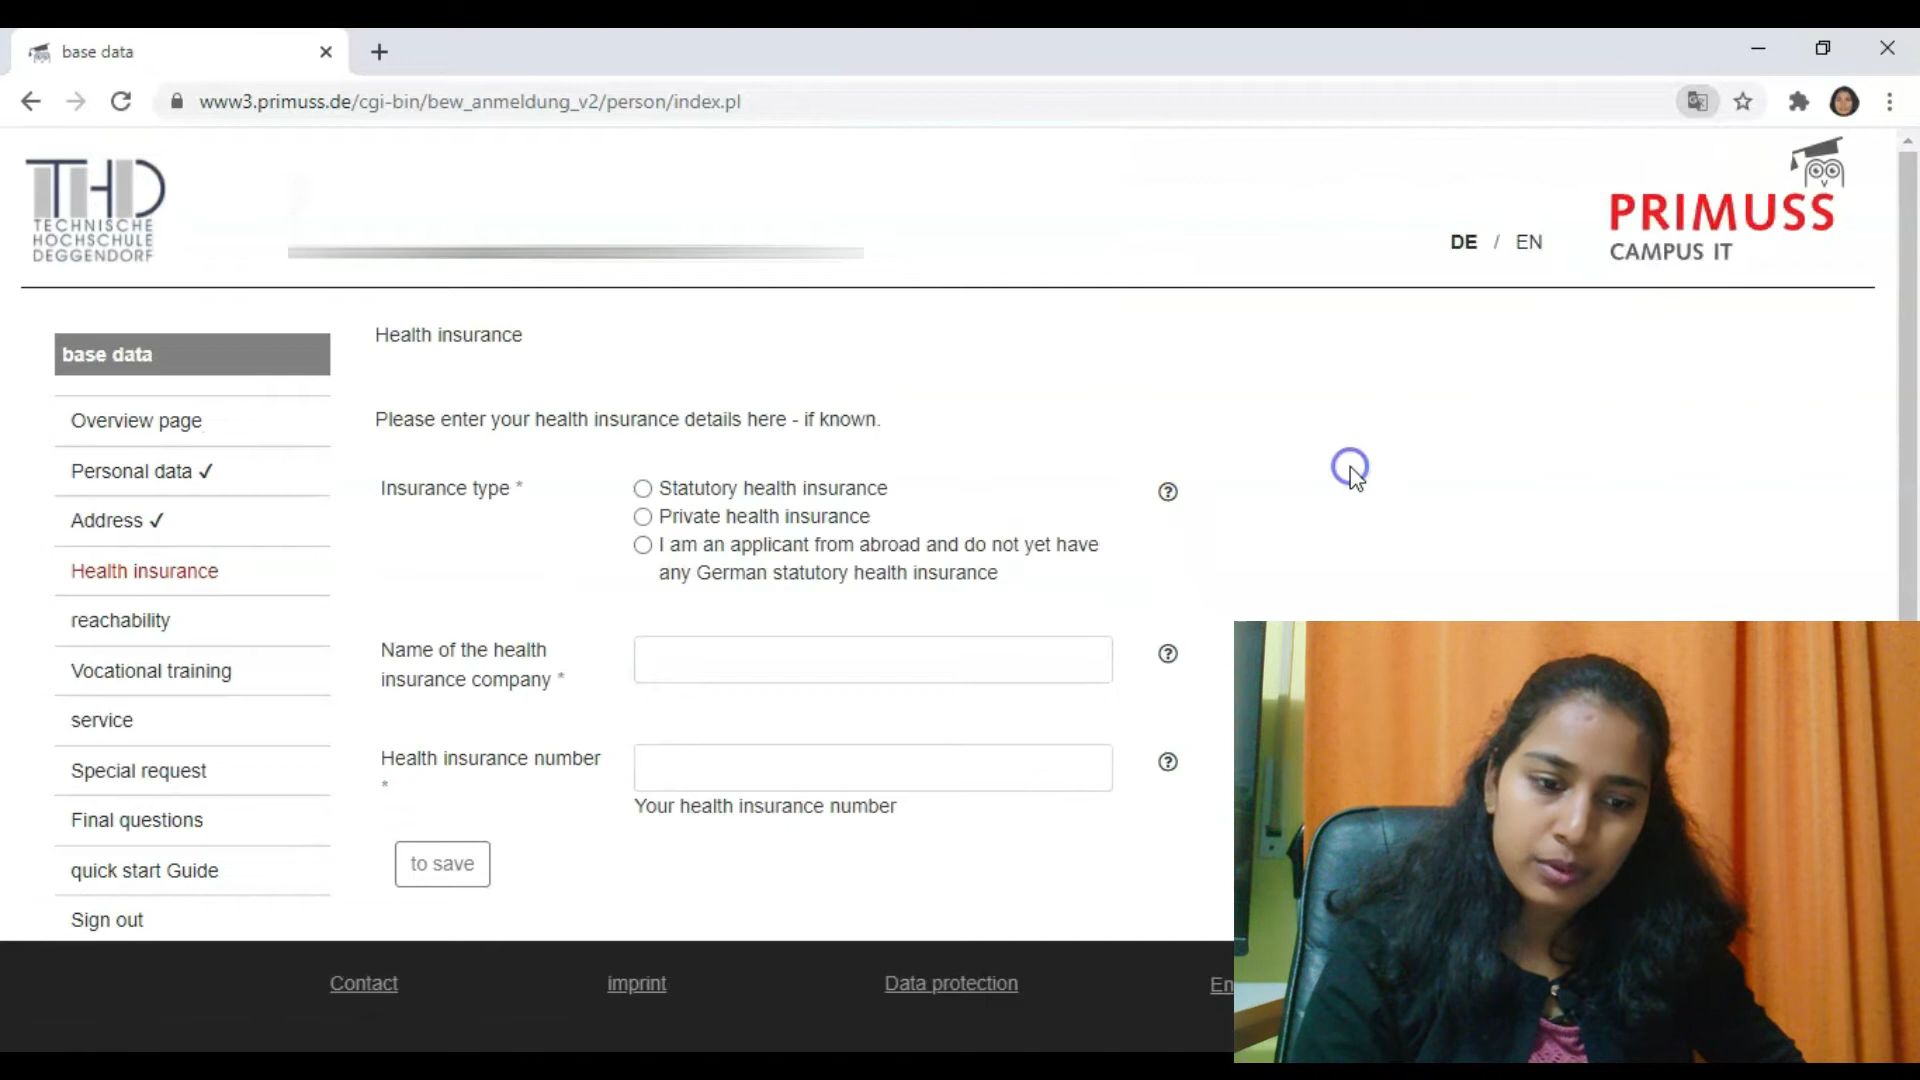 base data
www3.primuss.de/cgi-bin/bew_anmeldung_v2/person/index.pl
THD
TECHNISCHE
HOCHSCHULE
DEGGENDORF
DE / EN
PRIMUSS
CAMPUS IT
base data
Overview page
Personal data ✓
Address ✓
Health insurance
reachability
Vocational training
service
Special request
Final questions
quick start Guide
Sign out
Health insurance
Please enter your health insurance details here - if known.
Insurance type *
Statutory health insurance
Private health insurance
I am an applicant from abroad and do not yet have
any German statutory health insurance
Name of the health
insurance company *
Health insurance number
*
Your health insurance number
to save
Contact
imprint
Data protection
En